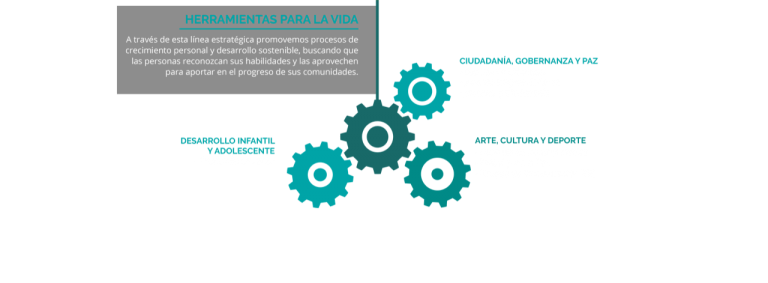 HERRAMIENTAS PARA LA VIDA
A través de esta línea estratégica promovemos procesos de
crecimiento personal y desarrollo sostenible, buscando que
las personas reconozcan sus habilidades y las aprovechen
para aportar en el progreso de sus comunidades.
CIUDADANÍA, GOBERNANZA Y PAZ
DESARROLLO INFANTIL
Y ADOLESCENTE
ARTE, CULTURA Y DEPORTE